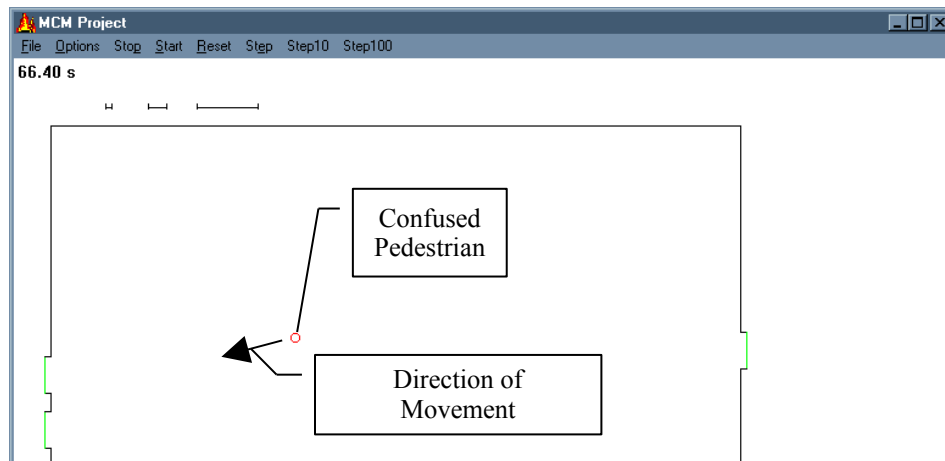 MCM Project
File Options Stop Start Reset Step Step10 Step100
66.40 s
Confused
Pedestrian
Direction of
Movement